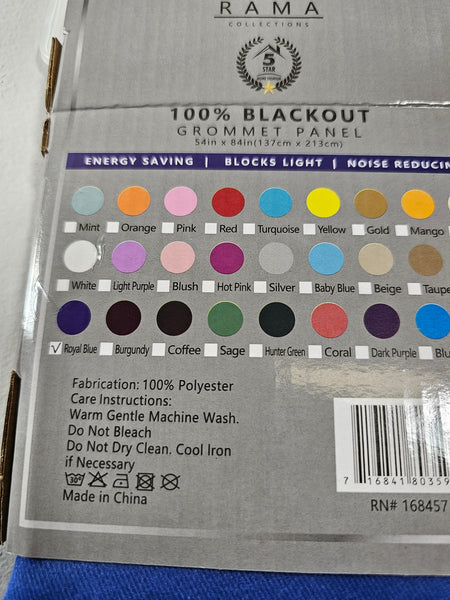 RAMA
COLLECTIONS
5
STAR
100% BLACKOUT
GROMMET PANEL
54in x 84in(137cm x 213cm)
ENERGY SAVING | BLOCKS LIGHT | NOISE REDUCIN
Mint Orange Pink Red Turquoise Yellow Gold Mango
White Light Purple Blush Hot Pink Silver Baby Blue Beige Taupe
Royal Blue Burgundy Coffee Sage Hunter Green Coral Dark Purple Blu
Fabrication: 100% Polyester
Care Instructions:
Warm Gentle Machine Wash.
Do Not Bleach
Do Not Dry Clean. Cool Iron
if Necessary
Made in China
7 16841 80359
RN# 168457